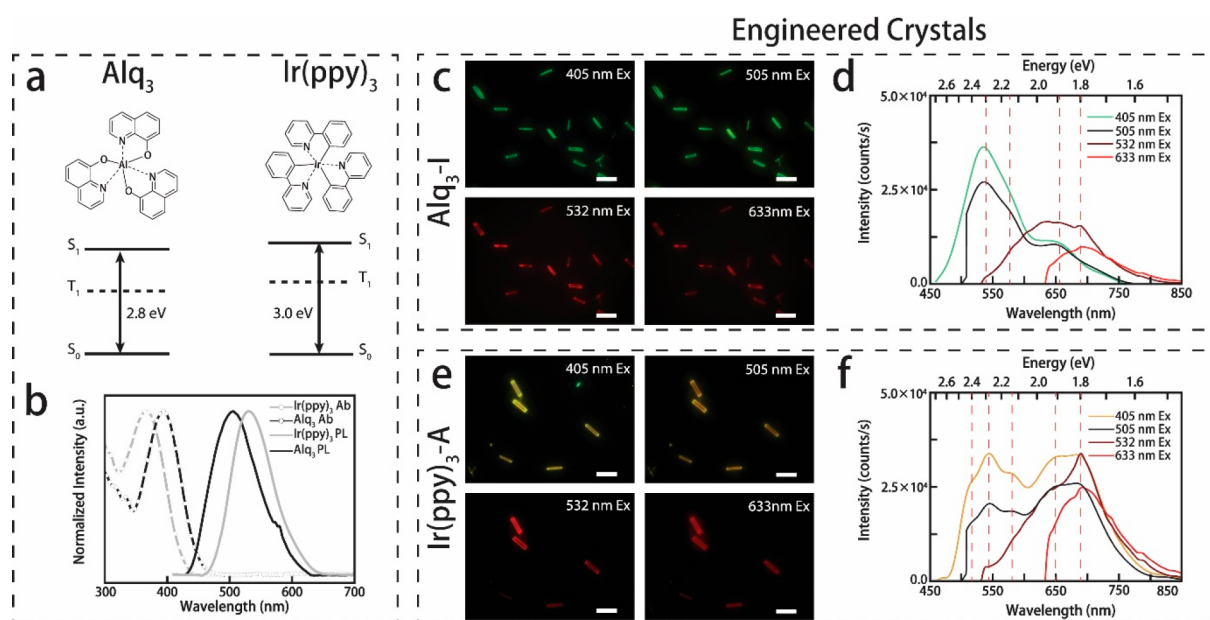 Engineered Crystals
a
Alq3
Ir(ppy)3
N
O
Al
O
N
O
N
N
Ir
N
N
S1
T1
2.8 eV
S0
S1
T1
3.0 eV
S0
b
Normalized Intensity (a.u.)
Ir(ppy)3 Ab
Alq3 Ab
Ir(ppy)3 PL
Alq3 PL
300 400 500 600 700
Wavelength (nm)
c
Alq3-I
405 nm Ex
505 nm Ex
532 nm Ex
633nm Ex
d
Energy (eV)
2.6 2.4 2.2 2.0 1.8 1.6
5.0×10⁴
2.5×10⁴
0.0
Intensity (counts/s)
405 nm Ex
505 nm Ex
532 nm Ex
633 nm Ex
450 550 650 750 850
Wavelength (nm)
e
Ir(ppy)3-A
405 nm Ex
505 nm Ex
532 nm Ex
633nm Ex
f
Energy (eV)
2.6 2.4 2.2 2.0 1.8 1.6
5.0×10⁴
2.5×10⁴
0.0
Intensity (counts/s)
405 nm Ex
505 nm Ex
532 nm Ex
633 nm Ex
450 550 650 750 850
Wavelength (nm)